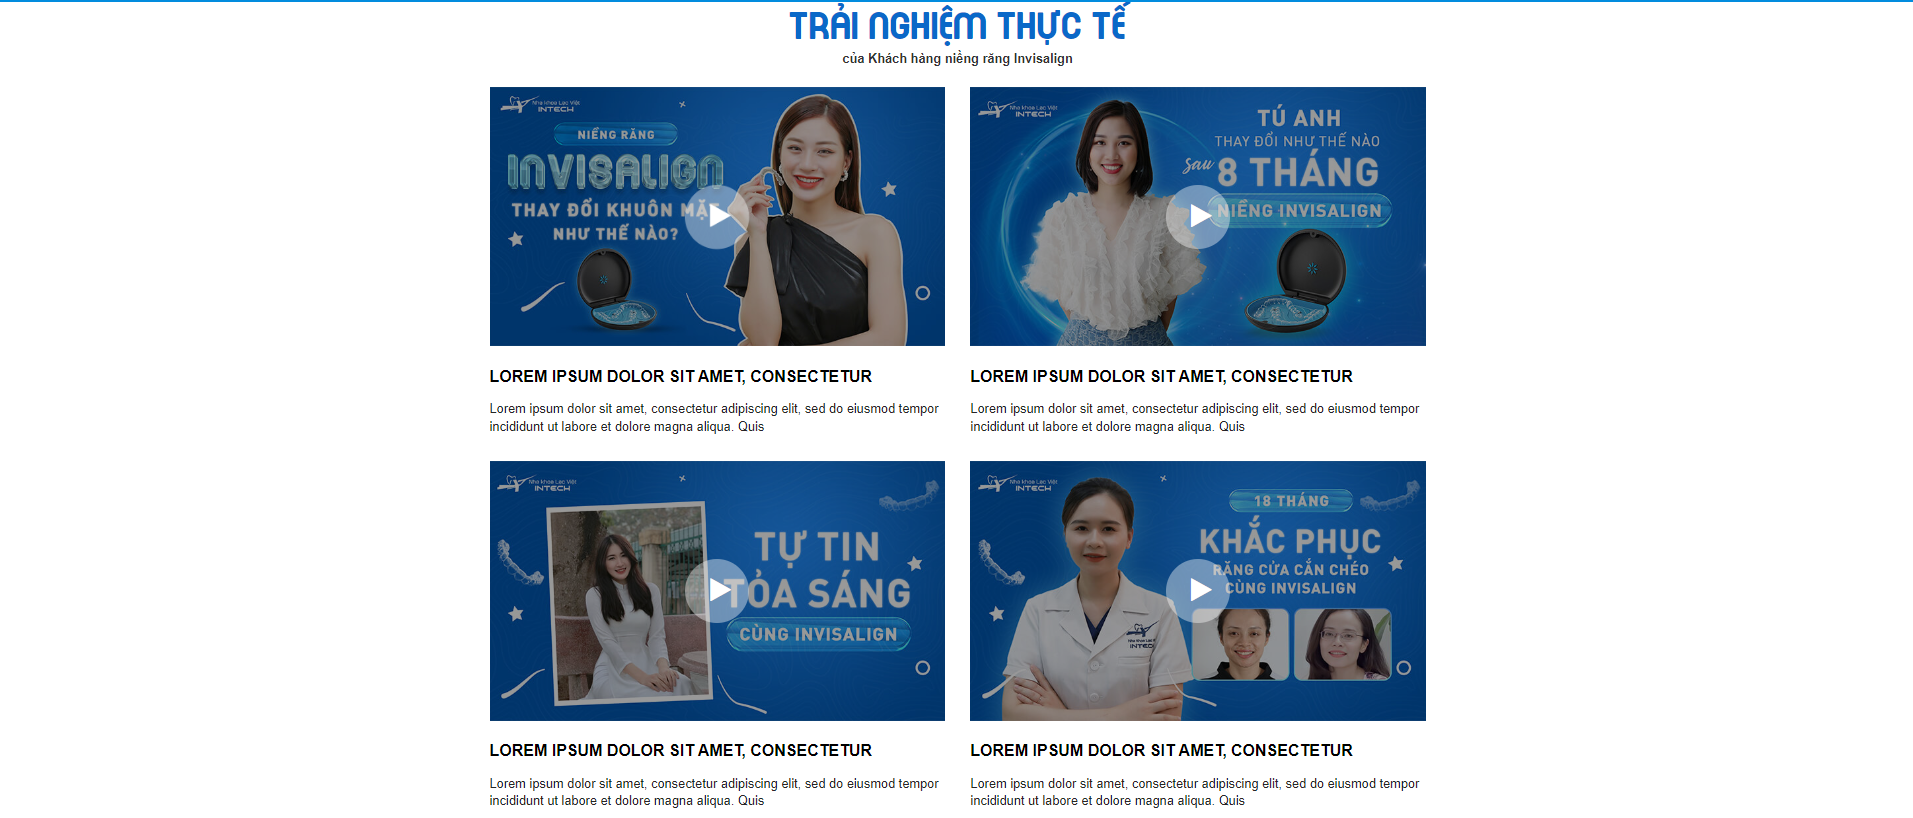 TRẢI NGHIỆM THỰC TẾ
của Khách hàng niềng răng Invisalign
Nha khoa Lạc Việt
INTECH
NIỀNG RĂNG
INVISALIGN
THAY ĐỔI KHUÔN MẶT
NHƯ THẾ NÀO?
Nha khoa Lạc Việt
INTECH
TÚ ANH
THAY ĐỔI NHƯ THẾ NÀO
sau 8 THÁNG
NIỀNG INVISALIGN
LOREM IPSUM DOLOR SIT AMET, CONSECTETUR
Lorem ipsum dolor sit amet, consectetur adipiscing elit, sed do eiusmod tempor
incididunt ut labore et dolore magna aliqua. Quis
LOREM IPSUM DOLOR SIT AMET, CONSECTETUR
Lorem ipsum dolor sit amet, consectetur adipiscing elit, sed do eiusmod tempor
incididunt ut labore et dolore magna aliqua. Quis
Nha khoa Lạc Việt
INTECH
TỰ TIN
TỎA SÁNG
CÙNG INVISALIGN
Nha khoa Lạc Việt
INTECH
18 THÁNG
KHẮC PHỤC
RĂNG CỬA CẮN CHÉO
CÙNG INVISALIGN
Nha Khoa Lạc Việt
INTECH
LOREM IPSUM DOLOR SIT AMET, CONSECTETUR
Lorem ipsum dolor sit amet, consectetur adipiscing elit, sed do eiusmod tempor
incididunt ut labore et dolore magna aliqua. Quis
LOREM IPSUM DOLOR SIT AMET, CONSECTETUR
Lorem ipsum dolor sit amet, consectetur adipiscing elit, sed do eiusmod tempor
incididunt ut labore et dolore magna aliqua. Quis